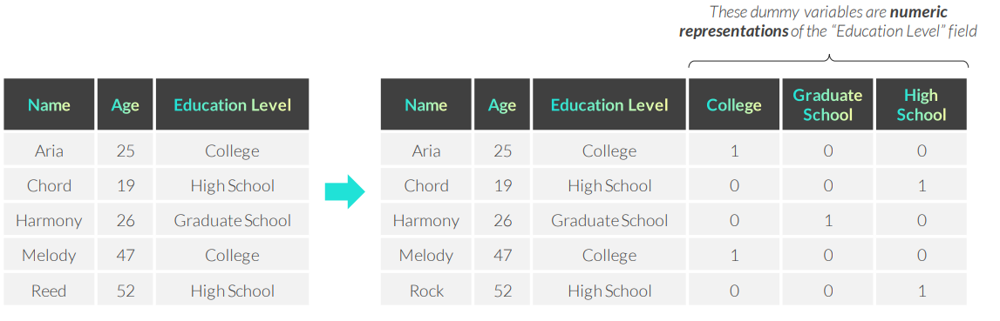 These dummy variables are numeric
representations of the “Education Level” field
Name Age Education Level
Aria 25 College
Chord 19 High School
Harmony 26 Graduate School
Melody 47 College
Reed 52 High School
Name Age Education Level College Graduate School High School
Aria 25 College 1 0 0
Chord 19 High School 0 0 1
Harmony 26 Graduate School 0 1 0
Melody 47 College 1 0 0
Rock 52 High School 0 0 1